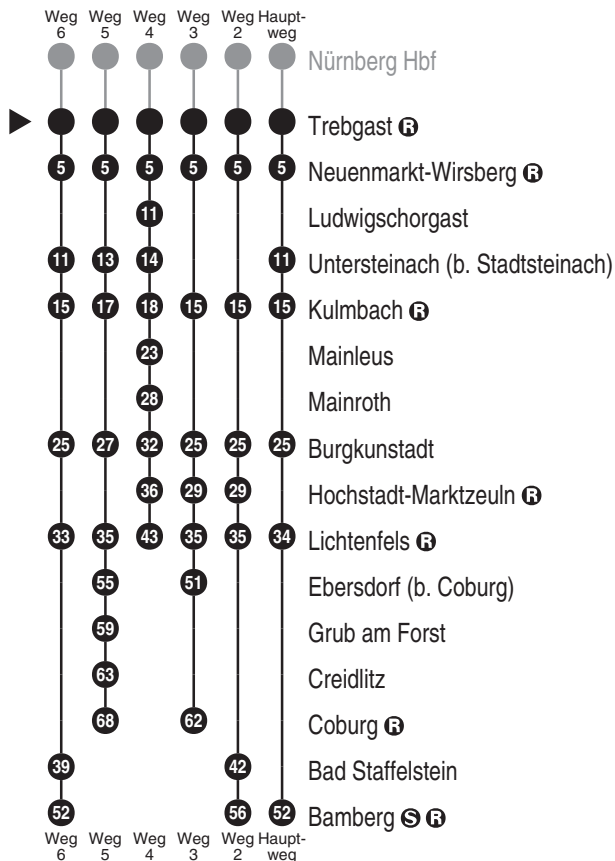 Weg Weg Weg Weg Weg Haupt-
6 5 4 3 2 weg
Nürnberg Hbf
Trebgast R
5 5 5 5 5 5 Neuenmarkt-Wirsberg R
11 Ludwigschorgast
11 13 14 11 Untersteinach (b. Stadtsteinach)
15 17 18 15 15 15 Kulmbach R
23 Mainleus
28 Mainroth
25 27 32 25 25 25 Burgkunstadt
36 29 29 Hochstadt-Marktzeuln R
33 35 43 35 35 34 Lichtenfels R
55 51 Ebersdorf (b. Coburg)
59 Grub am Forst
63 Creidlitz
68 62 Coburg R
39 42 Bad Staffelstein
52 56 52 Bamberg S R
Weg Weg Weg Weg Weg Haupt-
6 5 4 3 2 weg